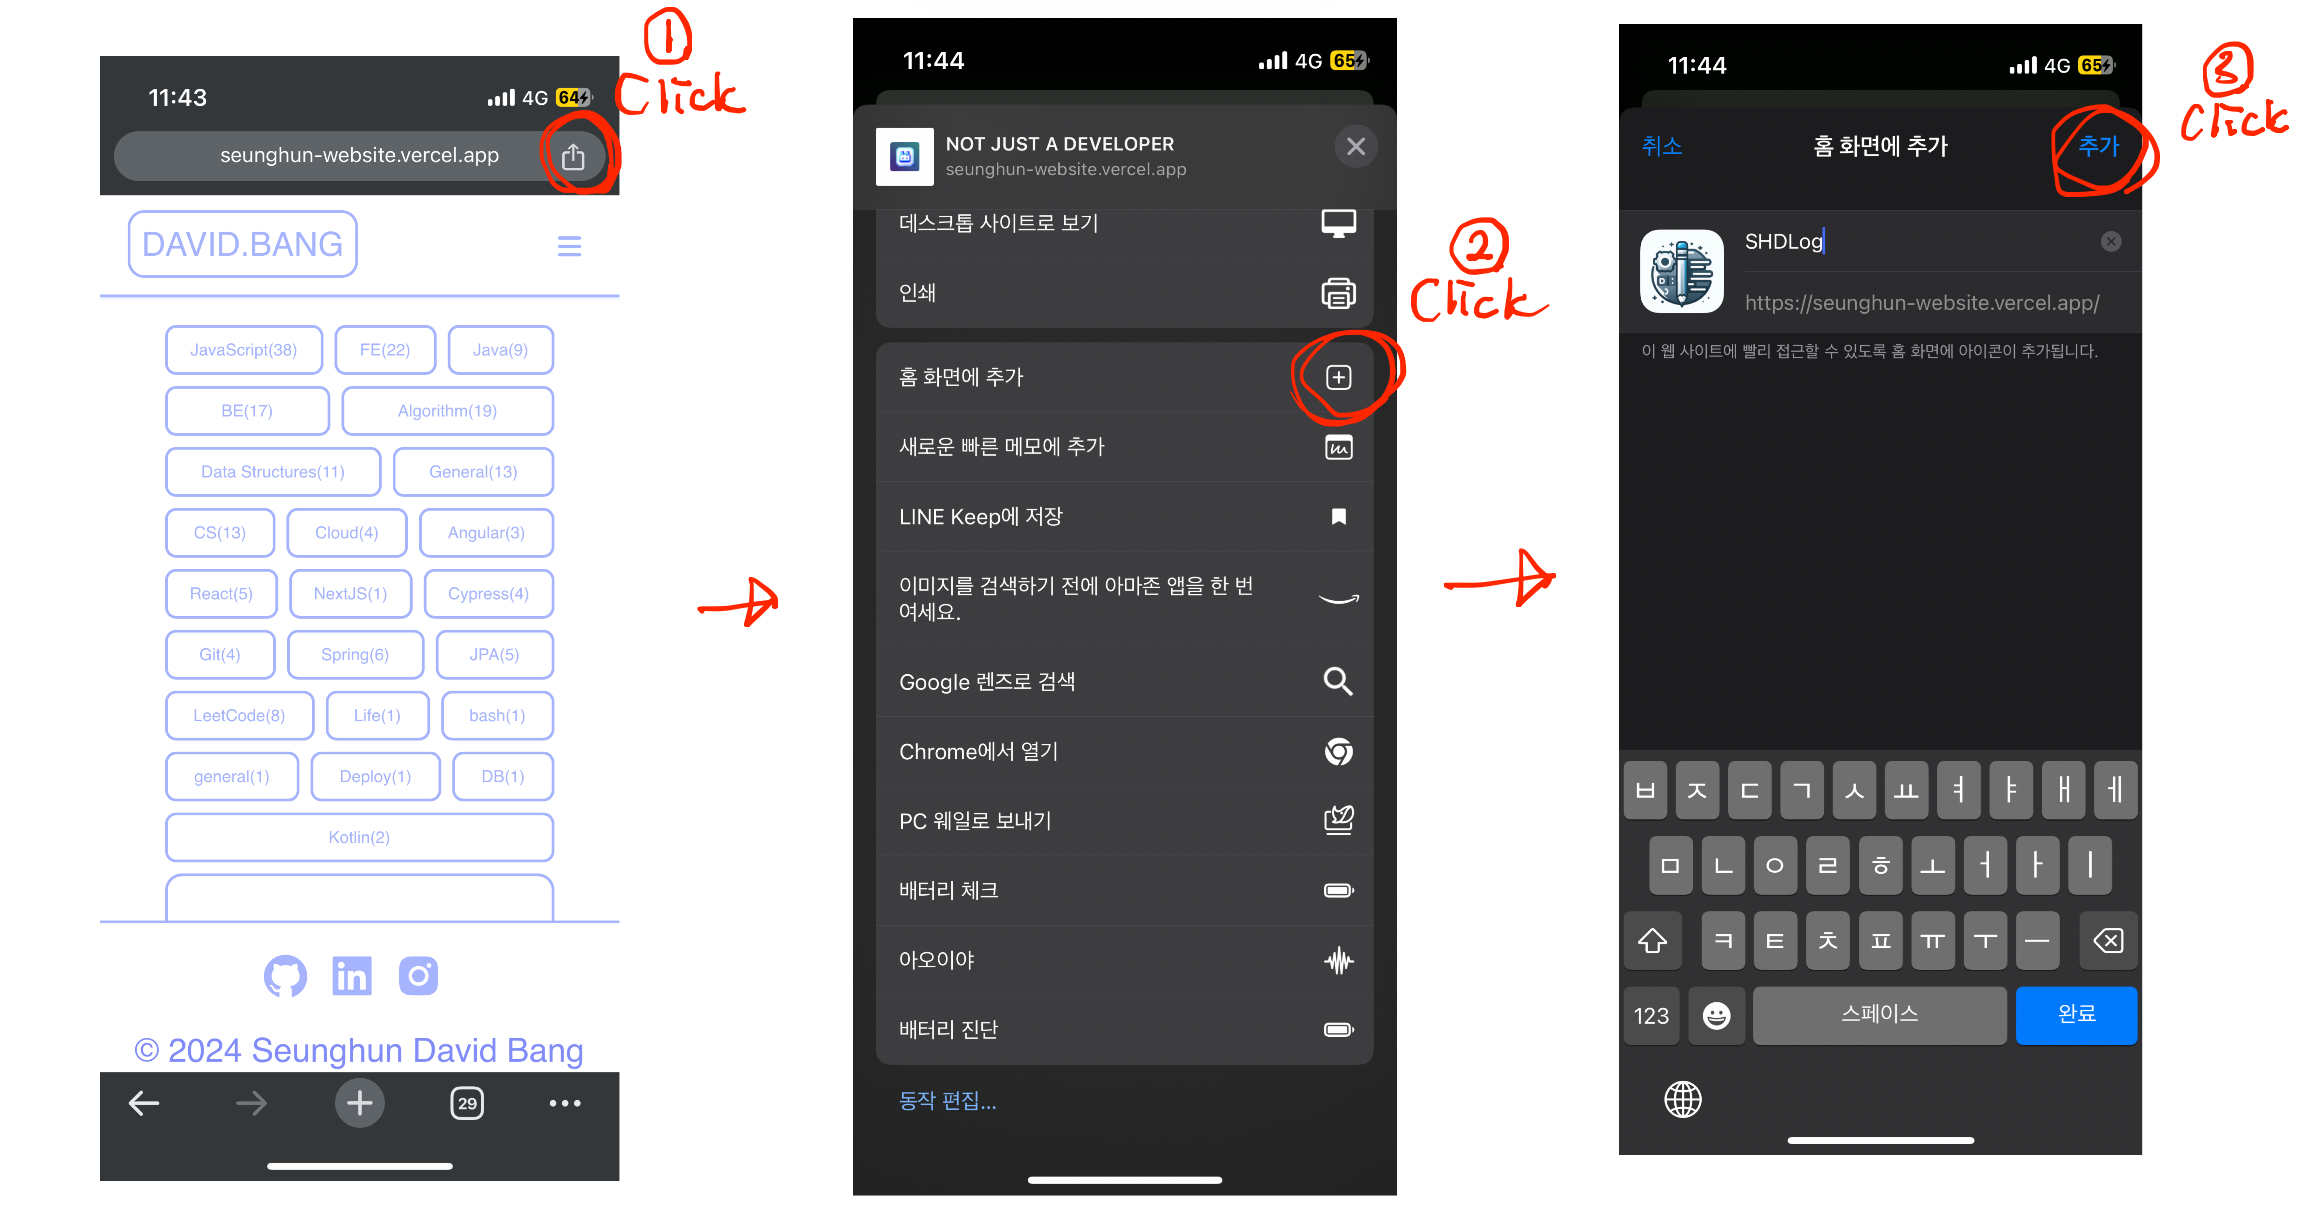 ①
Click
11:43
4G
64
seunghun-website.vercel.app
DAVID.BANG
JavaScript(38)
FE(22)
Java(9)
BE(17)
Algorithm(19)
Data Structures(11)
General(13)
CS(13)
Cloud(4)
Angular(3)
React(5)
NextJS(1)
Cypress(4)
Git(4)
Spring(6)
JPA(5)
LeetCode(8)
Life(1)
bash(1)
general(1)
Deploy(1)
DB(1)
Kotlin(2)
© 2024 Seunghun David Bang
29
②
Click
11:44
4G
65
NOT JUST A DEVELOPER
seunghun-website.vercel.app
데스크톱 사이트로 보기
인쇄
홈 화면에 추가
새로운 빠른 메모에 추가
LINE Keep에 저장
이미지를 검색하기 전에 아마존 앱을 한 번
여세요.
Google 렌즈로 검색
Chrome에서 열기
PC 웨일로 보내기
배터리 체크
아오이야
배터리 진단
동작 편집...
③
Click
11:44
4G
65
취소
홈 화면에 추가
추가
SHDLog
https://seunghun-website.vercel.app/
이 웹 사이트에 빨리 접근할 수 있도록 홈 화면에 아이콘이 추가됩니다.
ㅂ ㅈ ㄷ ㄱ ㅅ ㅛ ㅕ ㅑ ㅐ ㅔ
ㅁ ㄴ ㅇ ㄹ ㅎ ㅗ ㅓ ㅏ ㅣ
ㅋ ㅌ ㅊ ㅍ ㅠ ㅜ ㅡ
123
스페이스
완료